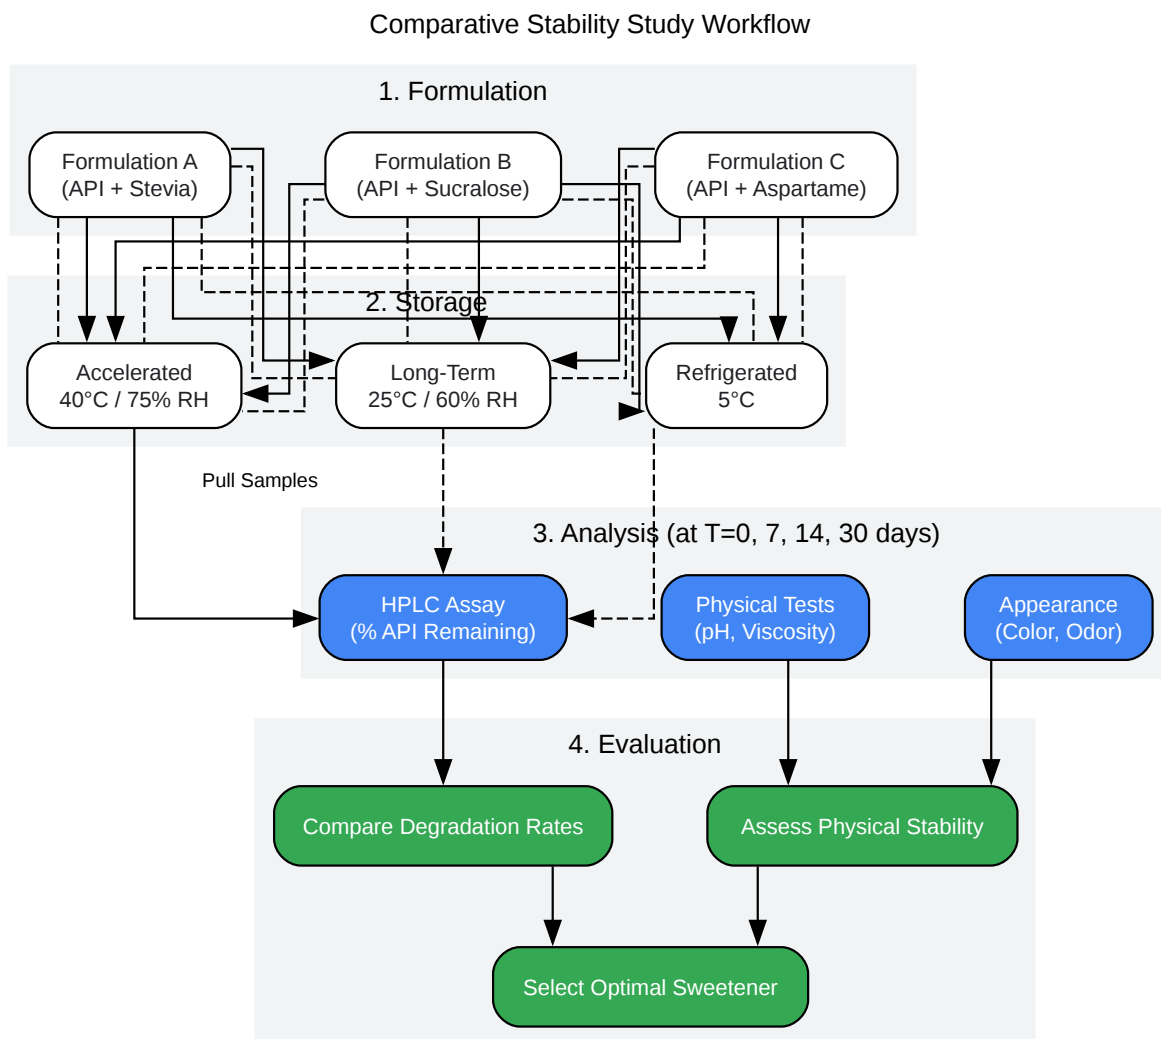 Comparative Stability Study Workflow
1. Formulation
Formulation A
(API + Stevia)
Formulation B
(API + Sucralose)
Formulation C
(API + Aspartame)
2. Storage
Accelerated
40°C / 75% RH
Long-Term
25°C / 60% RH
Refrigerated
5°C
Pull Samples
3. Analysis (at T=0, 7, 14, 30 days)
HPLC Assay
(% API Remaining)
Physical Tests
(pH, Viscosity)
Appearance
(Color, Odor)
4. Evaluation
Compare Degradation Rates
Assess Physical Stability
Select Optimal Sweetener